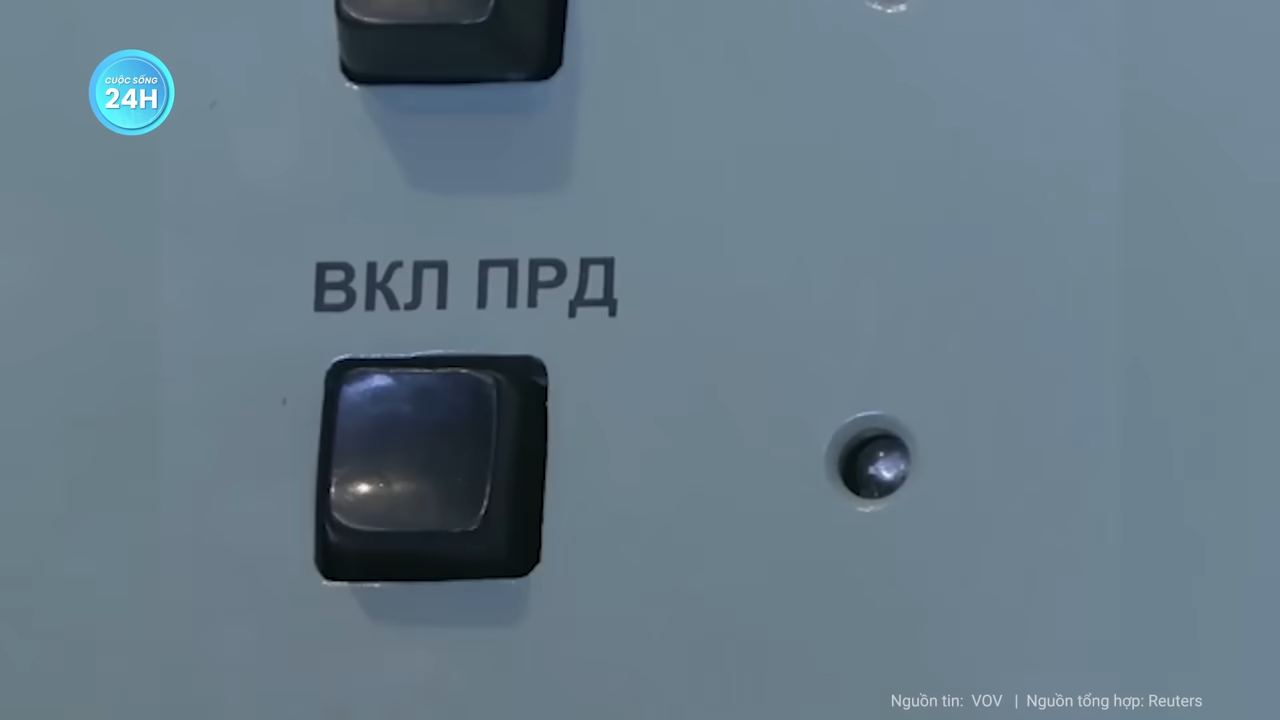 CUỘC SỐNG
24H
ВКЛ ПРД
Nguồn tin: VOV | Nguồn tổng hợp: Reuters